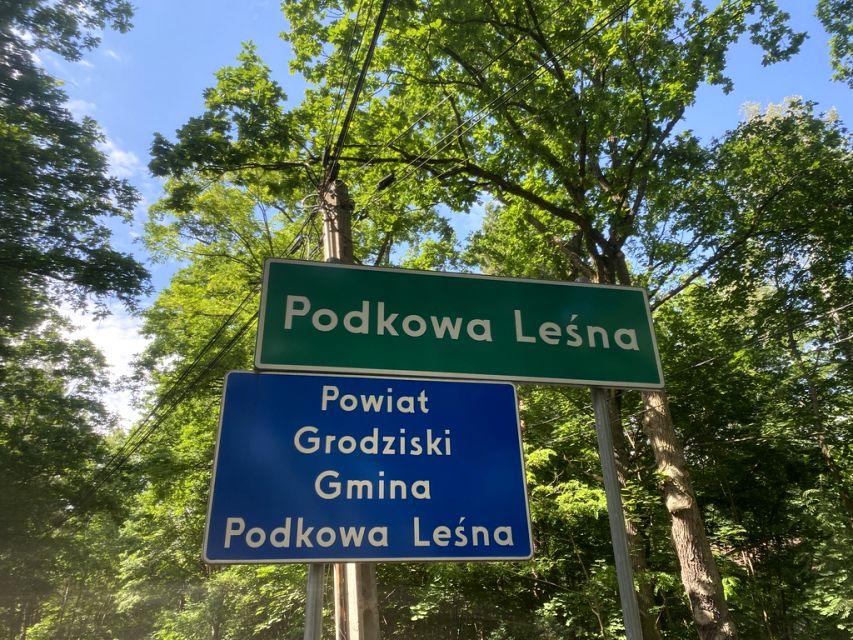 Podkowa Leśna
Powiat
Grodziski
Gmina
Podkowa Leśna